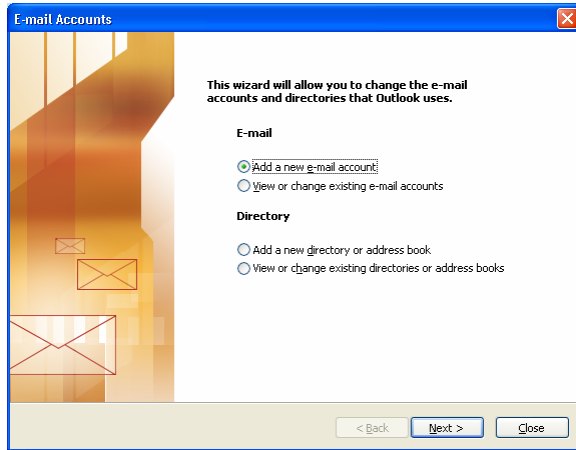 E-mail Accounts
This wizard will allow you to change the e-mail
accounts and directories that Outlook uses.
E-mail
Add a new e-mail account
View or change existing e-mail accounts
Directory
Add a new directory or address book
View or change existing directories or address books
< Back Next > Close